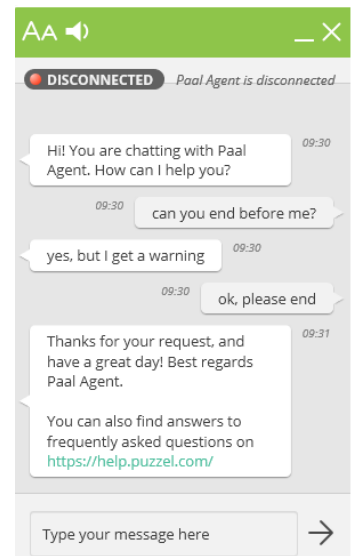 AA
DISCONNECTED Paal Agent is disconnected
Hi! You are chatting with Paal
Agent. How can I help you?
09:30
09:30
can you end before me?
yes, but I get a warning
09:30
09:30
ok, please end
Thanks for your request, and
have a great day! Best regards
Paal Agent.
09:31
You can also find answers to
frequently asked questions on
https://help.puzzel.com/
Type your message here